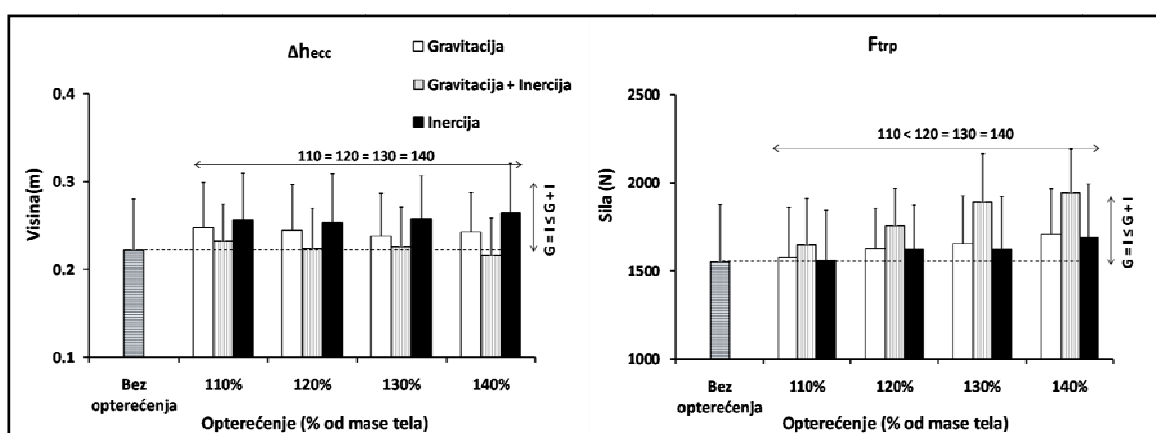 Δhecc
Gravitacija
Gravitacija + Inercija
Inercija
Visina(m)
0.4
0.3
0.2
0.1
110 = 120 = 130 = 140
G = I ≤ G + I
Bez opterećenja
110%
120%
130%
140%
Opterećenje (% od mase tela)
Ftrp
Sila (N)
2500
2000
1500
1000
110 < 120 = 130 = 140
G = I ≤ G + I
Bez opterećenja
110%
120%
130%
140%
Opterećenje (% od mase tela)